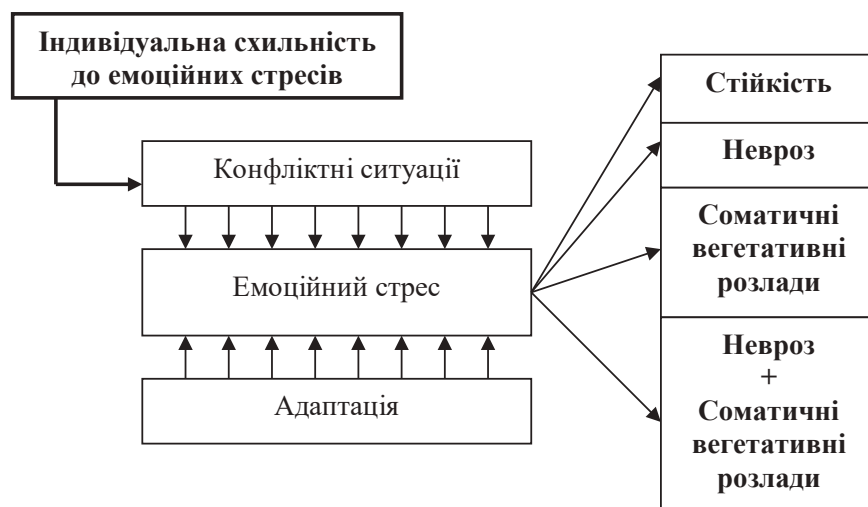 Індивідуальна схильність
до емоційних стресів
Конфліктні ситуації
Емоційний стрес
Адаптація
Стійкість
Невроз
Соматичні
вегетативні
розлади
Невроз
+
Соматичні
вегетативні
розлади